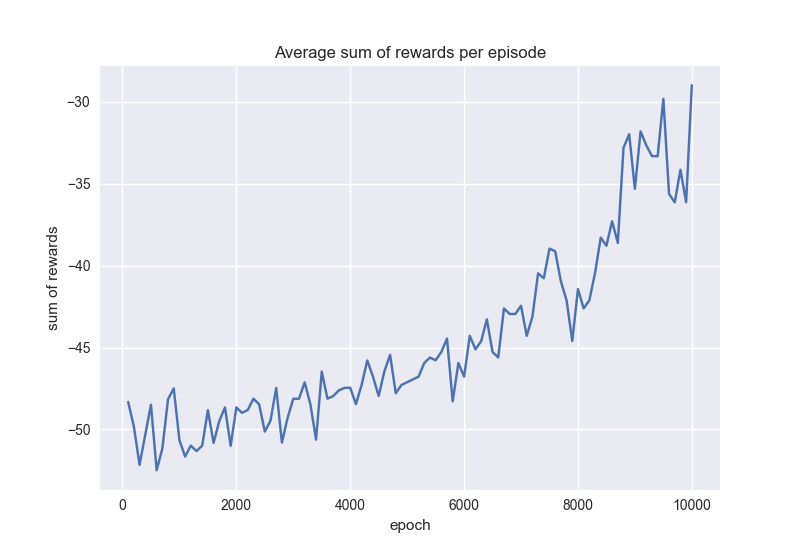 Average sum of rewards per episode
sum of rewards
−30
−35
−40
−45
−50
0 2000 4000 6000 8000 10000
epoch